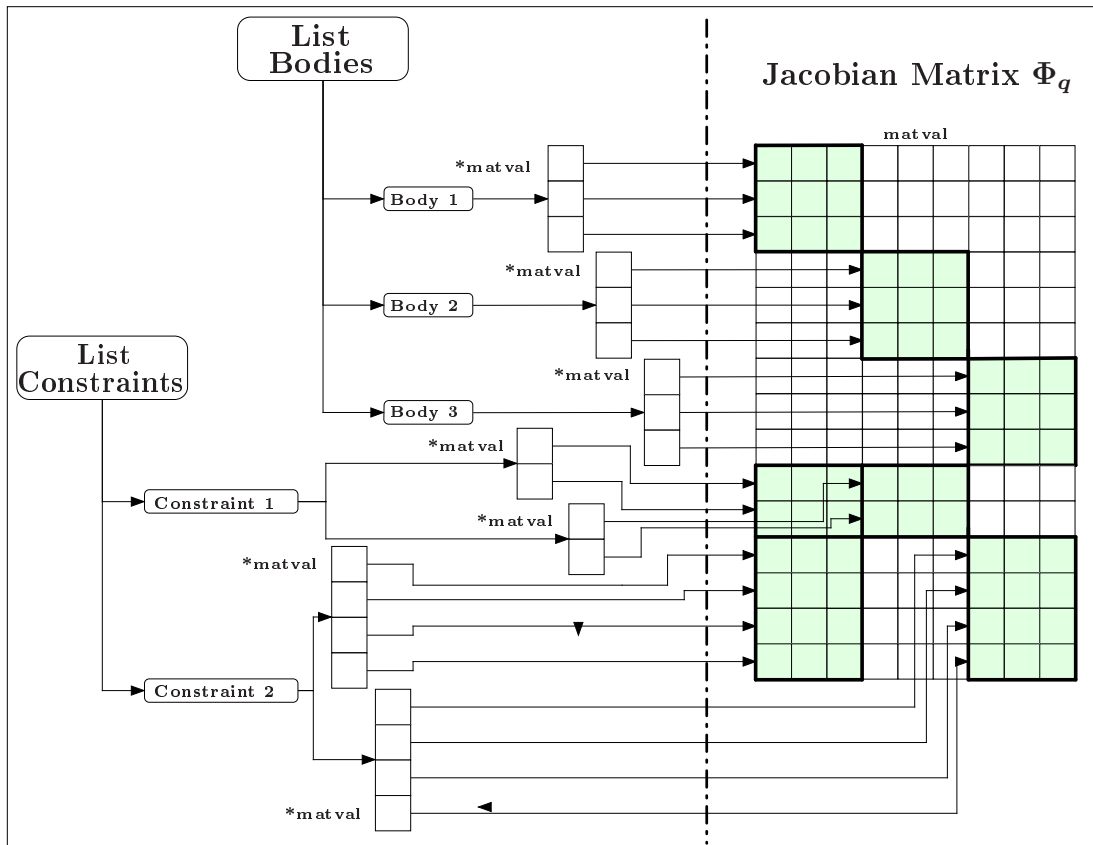 List
Bodies
Jacobian Matrix Φq
matval
*matval
Body 1
*matval
Body 2
List
Constraints
*matval
Body 3
*matval
Constraint 1
*matval
*matval
Constraint 2
*matval